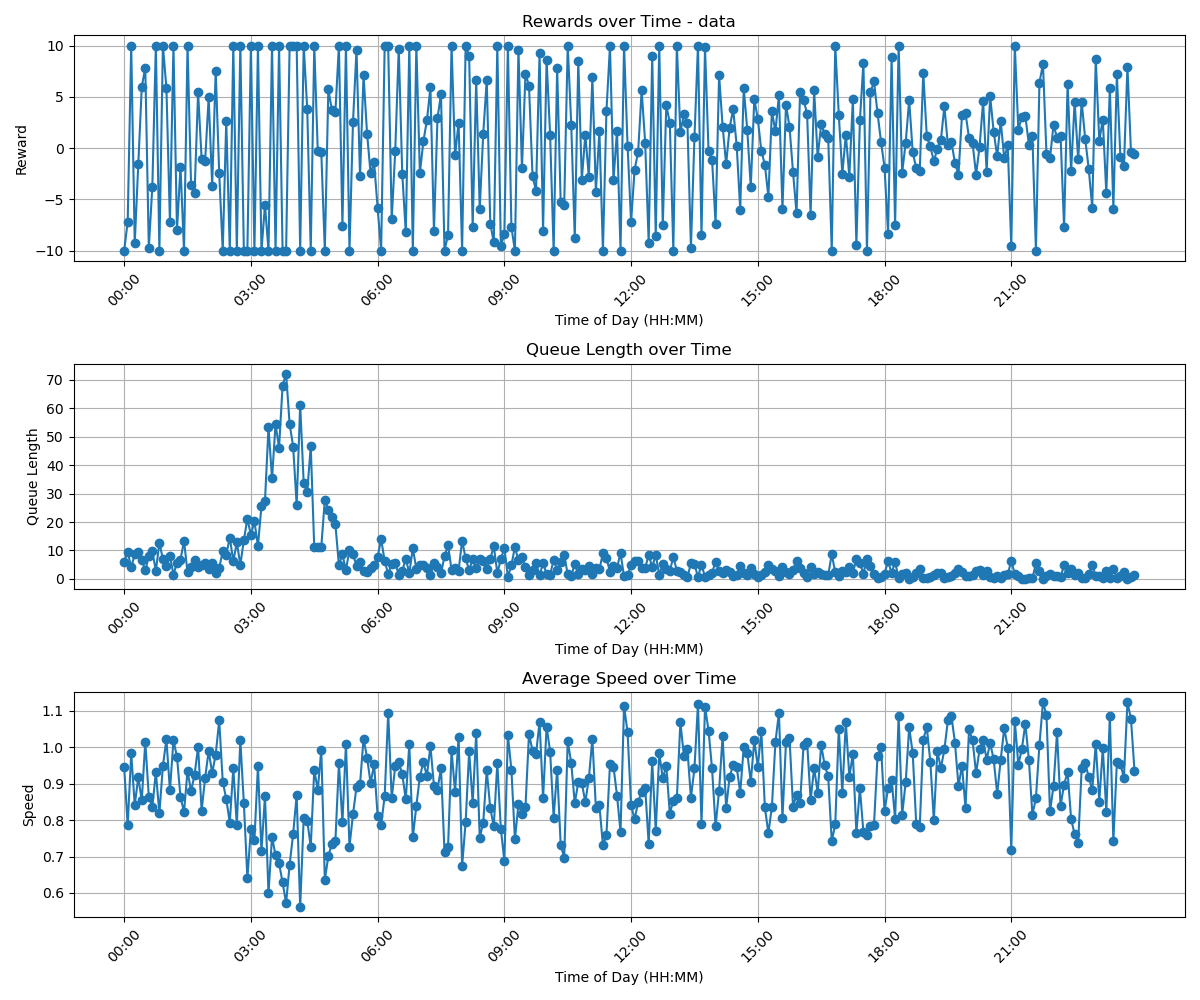 Rewards over Time - data
Reward
10
5
0
−5
−10
00:00 03:00 06:00 09:00 12:00 15:00 18:00 21:00
Time of Day (HH:MM)
Queue Length over Time
Queue Length
70
60
50
40
30
20
10
0
00:00 03:00 06:00 09:00 12:00 15:00 18:00 21:00
Time of Day (HH:MM)
Average Speed over Time
Speed
1.1
1.0
0.9
0.8
0.7
0.6
00:00 03:00 06:00 09:00 12:00 15:00 18:00 21:00
Time of Day (HH:MM)